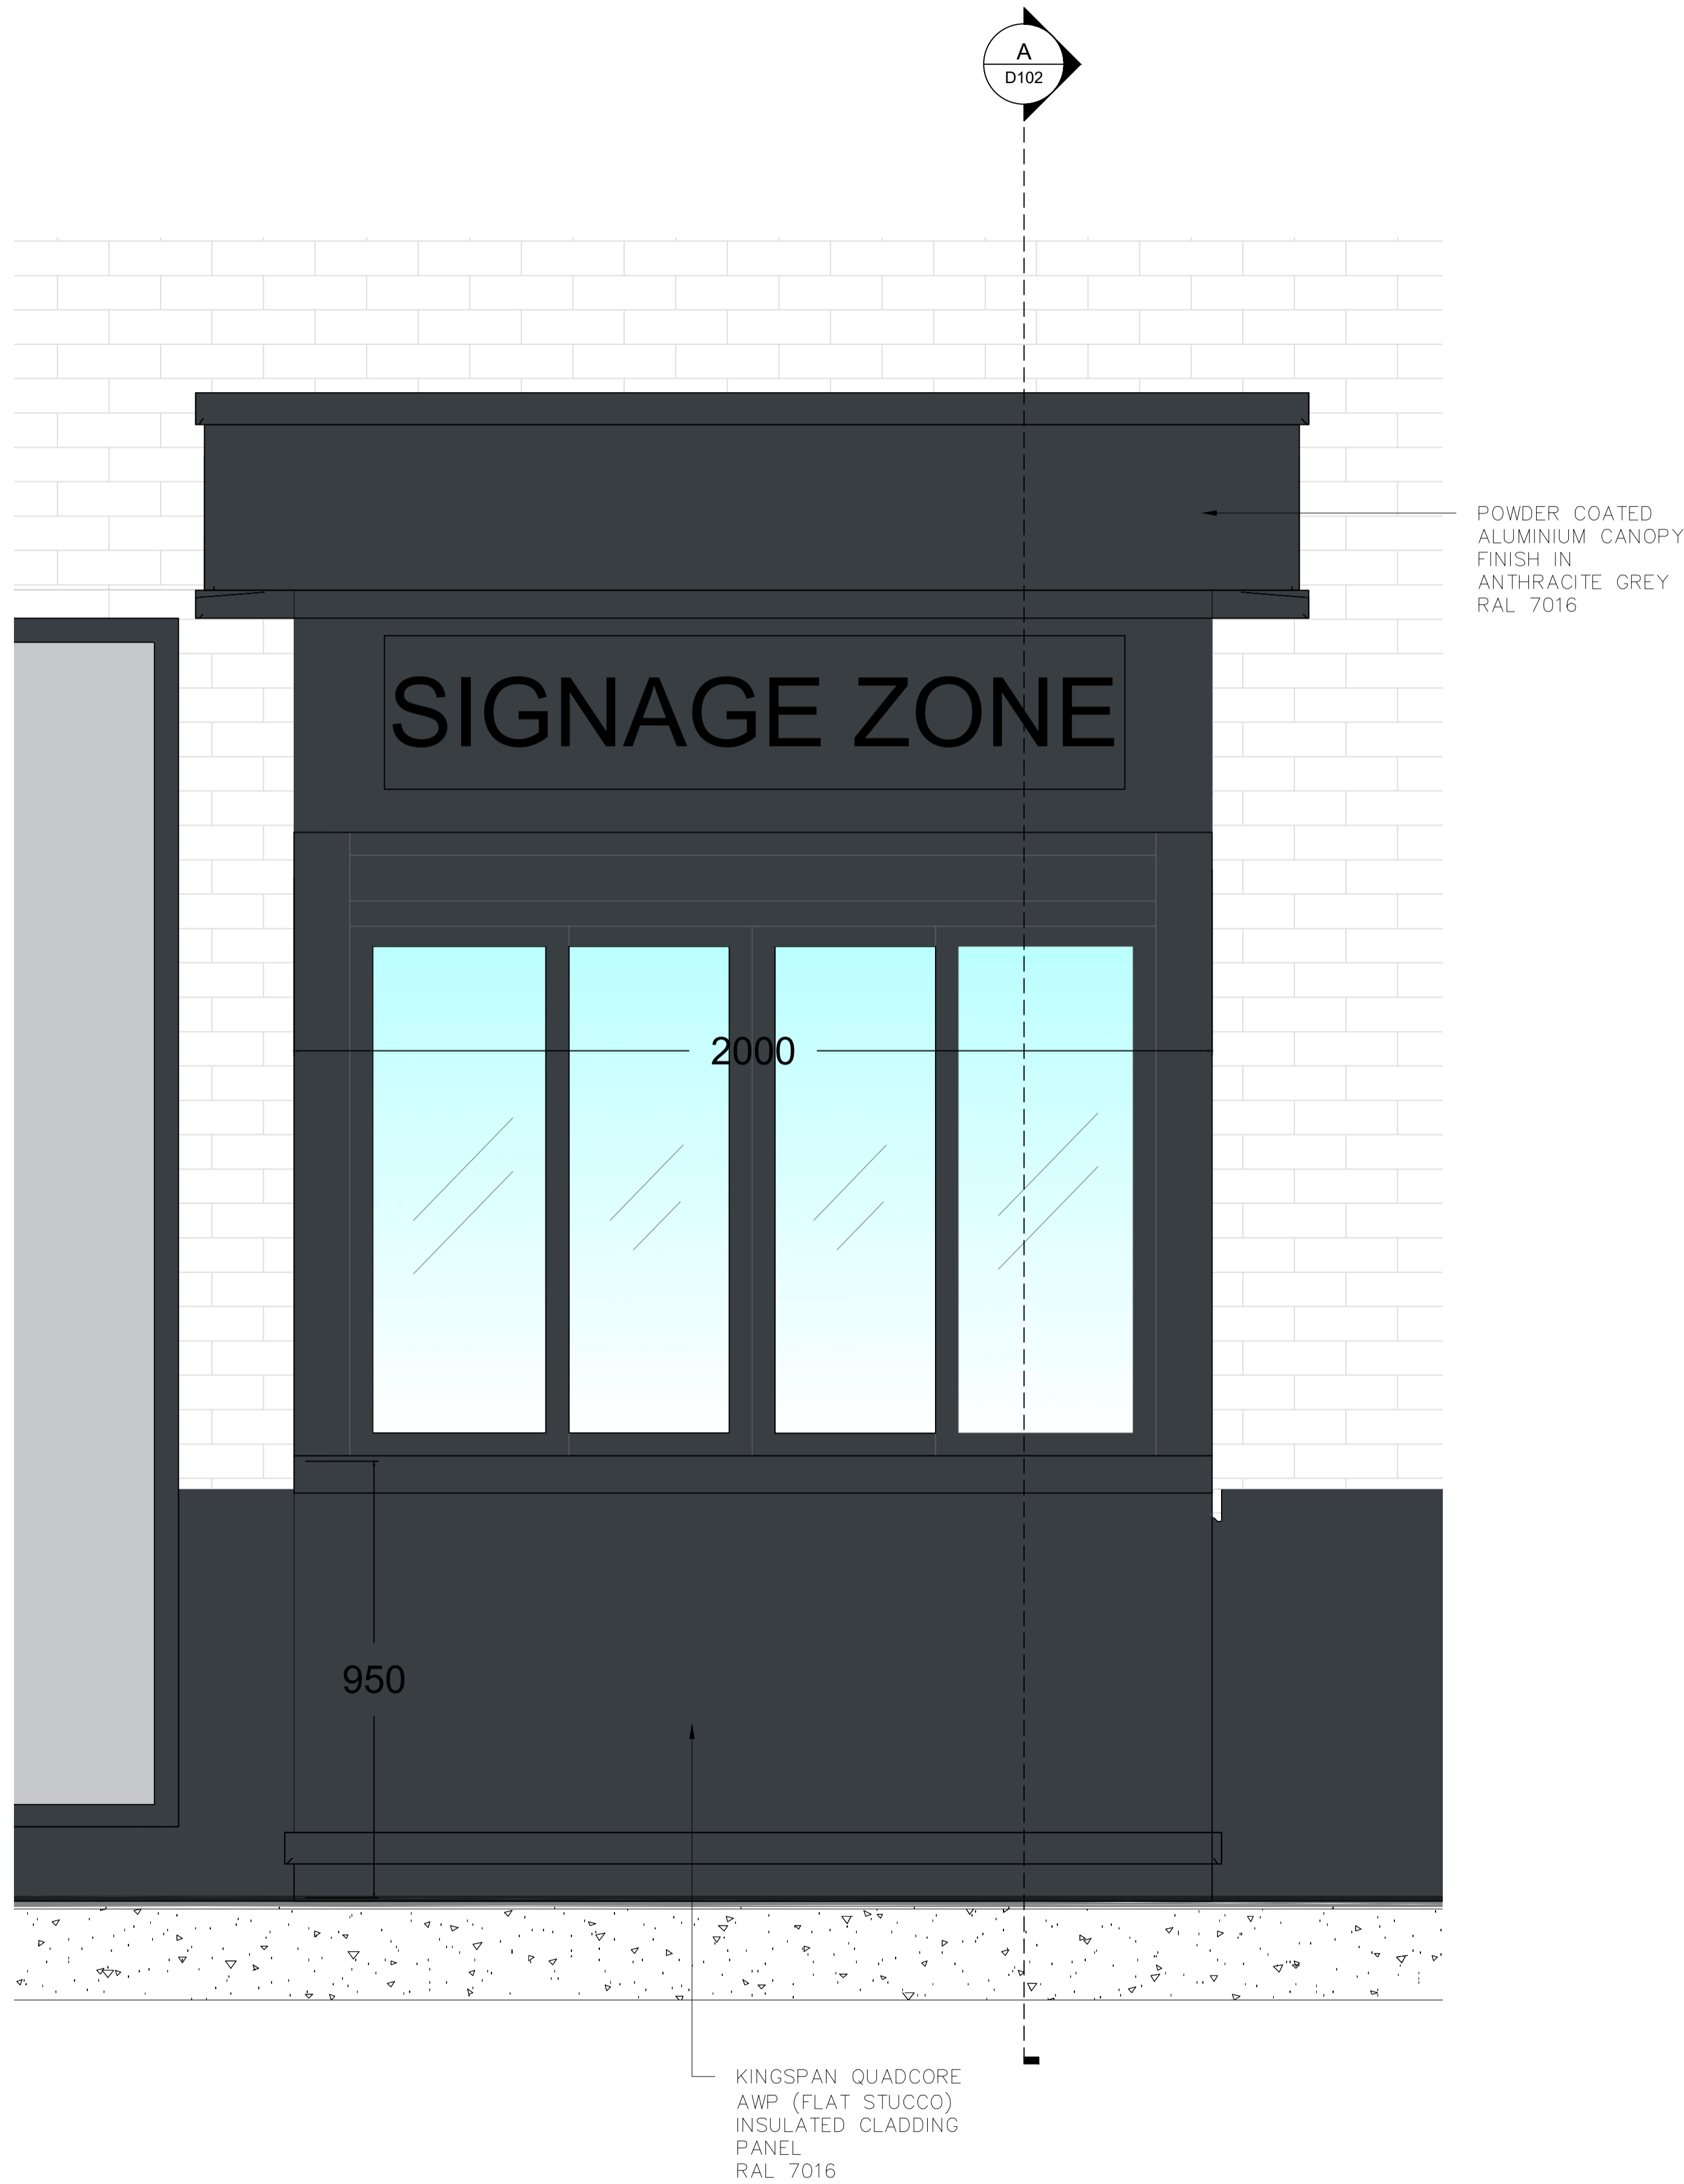 A
D102
POWDER COATED
ALUMINIUM CANOPY
FINISH IN
ANTHRACITE GREY
RAL 7016
SIGNAGE ZONE
2000
950
KINGSPAN QUADCORE
AWP (FLAT STUCCO)
INSULATED CLADDING
PANEL
RAL 7016